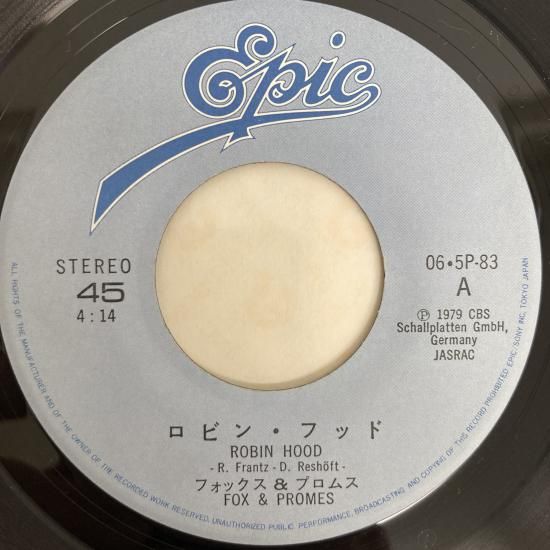 Epic
STEREO
45
4:14
06・5P-83
A
Ⓟ 1979 CBS
Schallplatten GmbH,
Germany
JASRAC
ロビン・フッド
ROBIN HOOD
- R. Frantz - D. Reshöft -
フォックス & プロムス
FOX & PROMES
ALL RIGHTS OF THE MANUFACTURER AND OF THE OWNER OF THE RECORDED WORK RESERVED. UNAUTHORIZED PUBLIC PERFORMANCE, BROADCASTING AND COPYING OF THIS RECORD PROHIBITED EPIC/SONY INC. TOKYO JAPAN